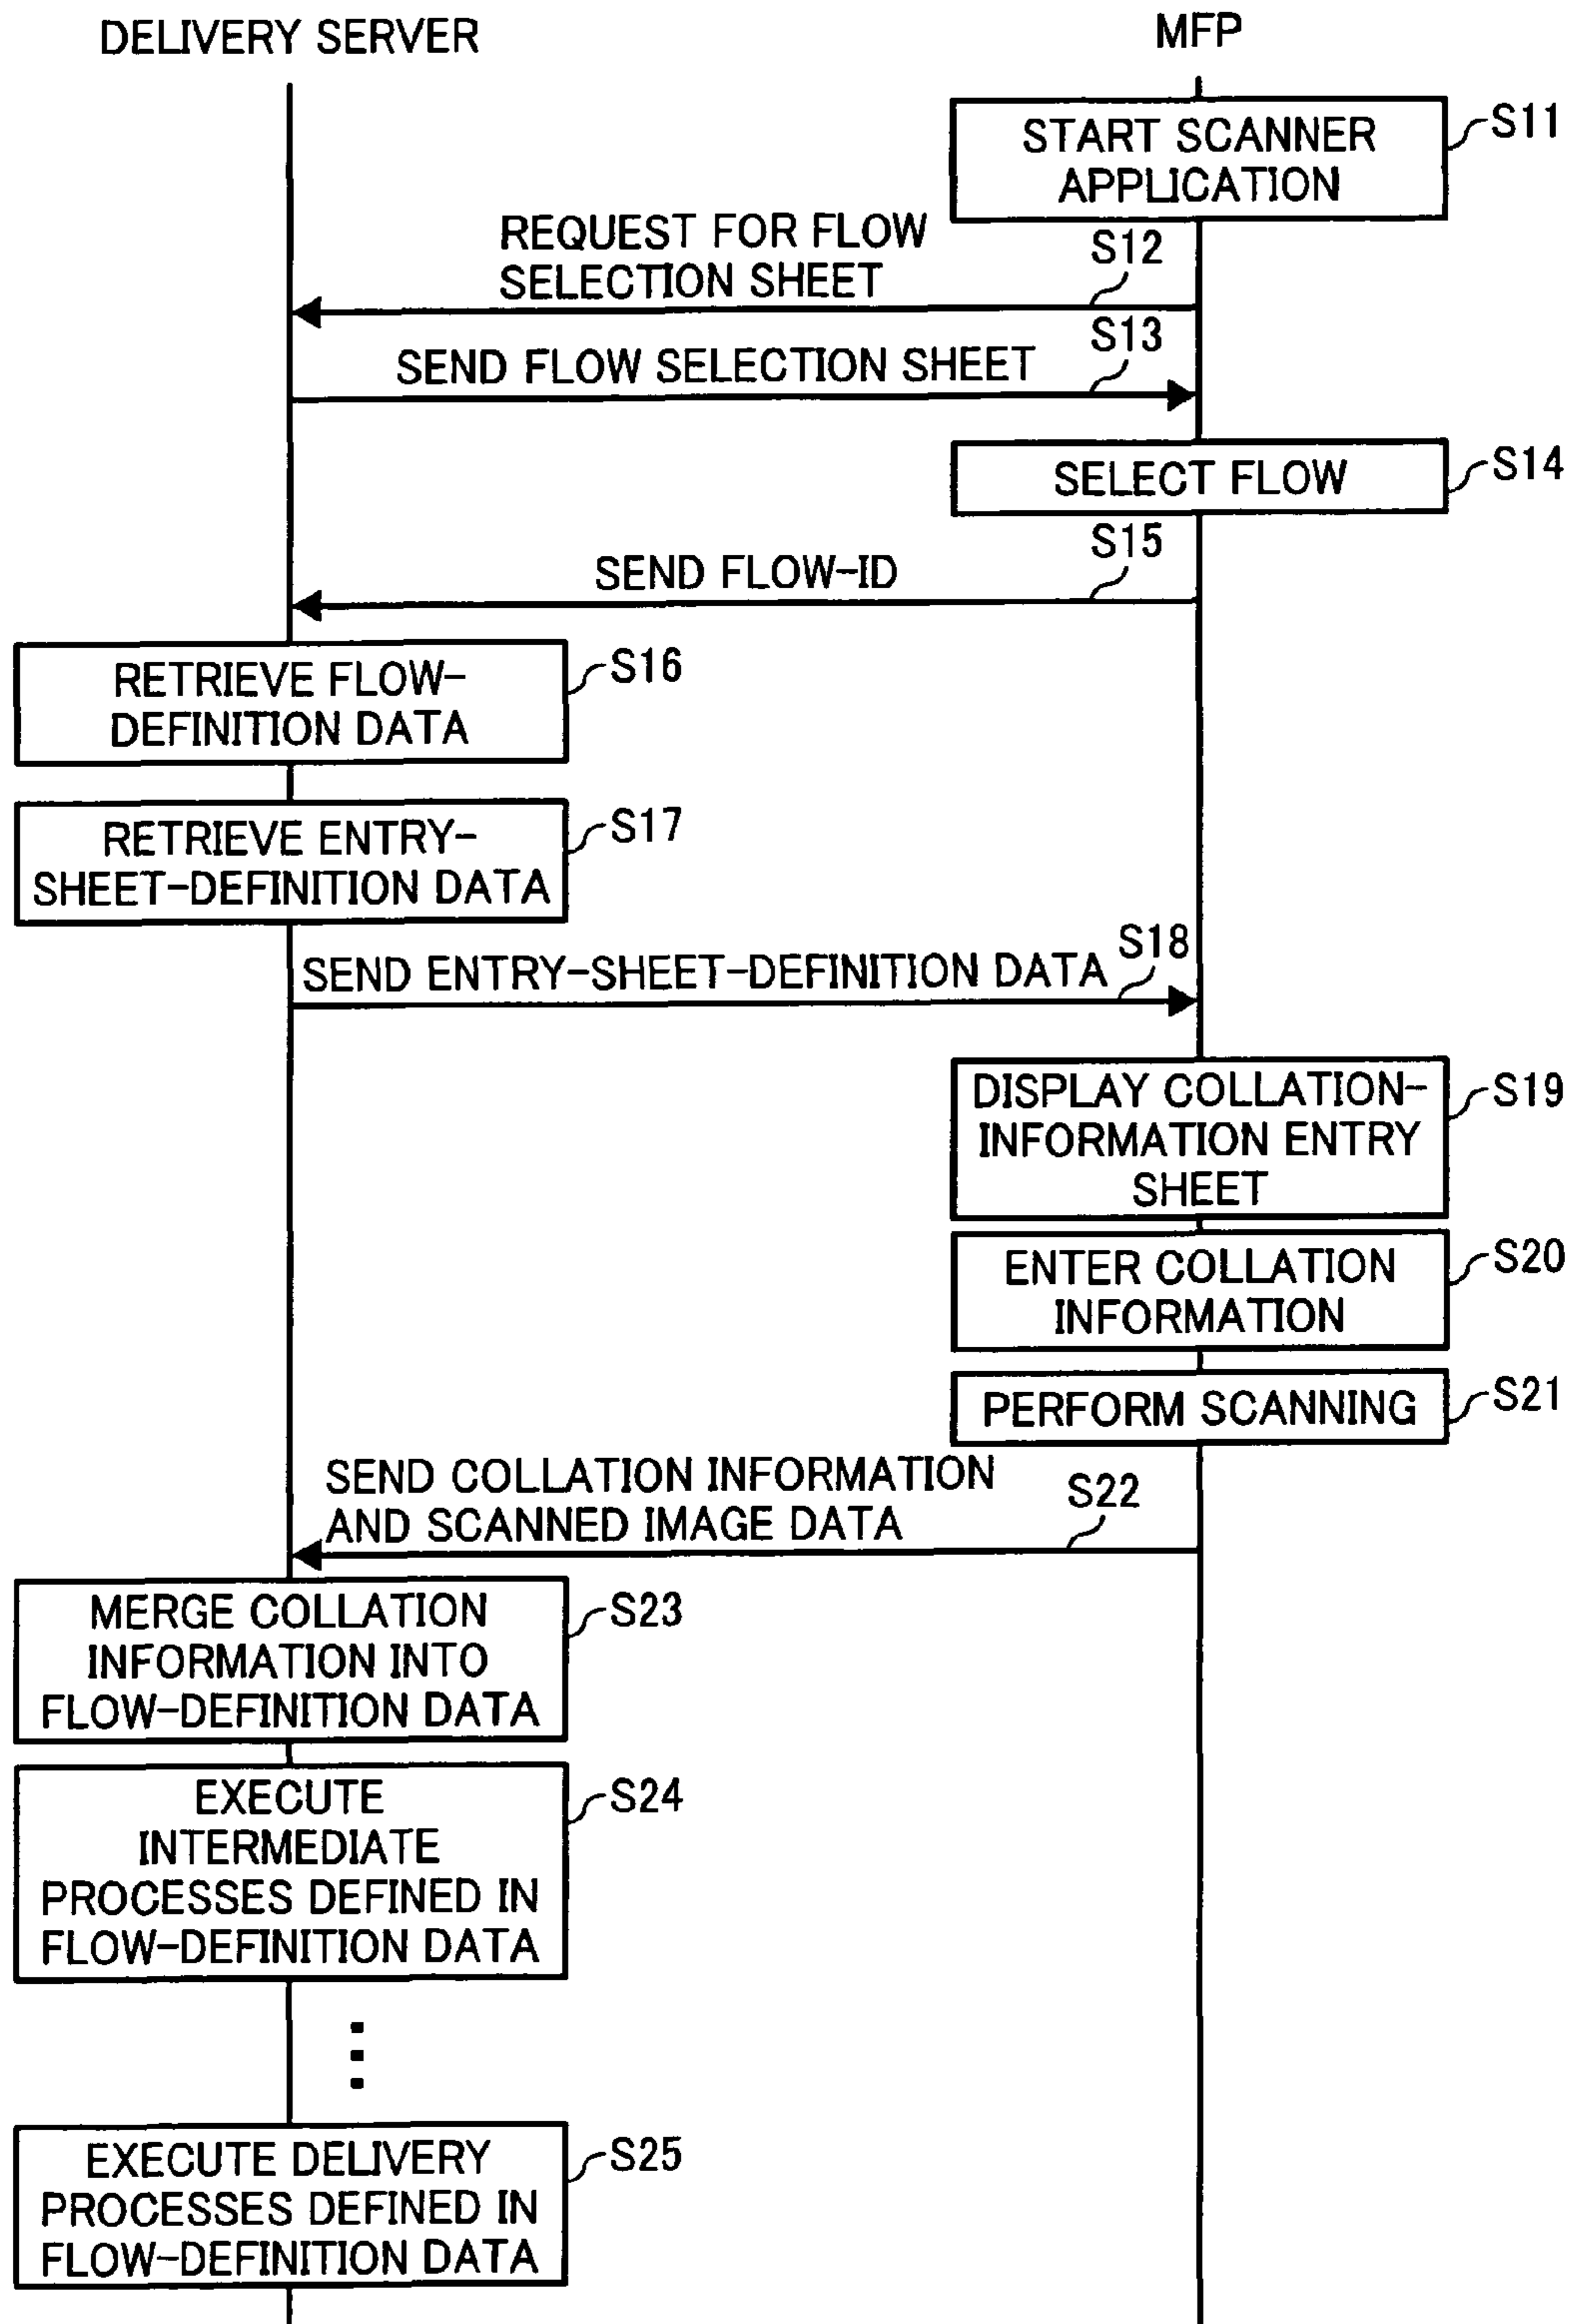 DELIVERY SERVER
MFP
START SCANNER
APPLICATION
S11
REQUEST FOR FLOW
SELECTION SHEET
S12
SEND FLOW SELECTION SHEET
S13
SELECT FLOW
S14
SEND FLOW-ID
S15
RETRIEVE FLOW-
DEFINITION DATA
S16
RETRIEVE ENTRY-
SHEET-DEFINITION DATA
S17
SEND ENTRY-SHEET-DEFINITION DATA
S18
DISPLAY COLLATION-
INFORMATION ENTRY
SHEET
S19
ENTER COLLATION
INFORMATION
S20
PERFORM SCANNING
S21
SEND COLLATION INFORMATION
AND SCANNED IMAGE DATA
S22
MERGE COLLATION
INFORMATION INTO
FLOW-DEFINITION DATA
S23
EXECUTE
INTERMEDIATE
PROCESSES DEFINED IN
FLOW-DEFINITION DATA
S24
EXECUTE DELIVERY
PROCESSES DEFINED IN
FLOW-DEFINITION DATA
S25